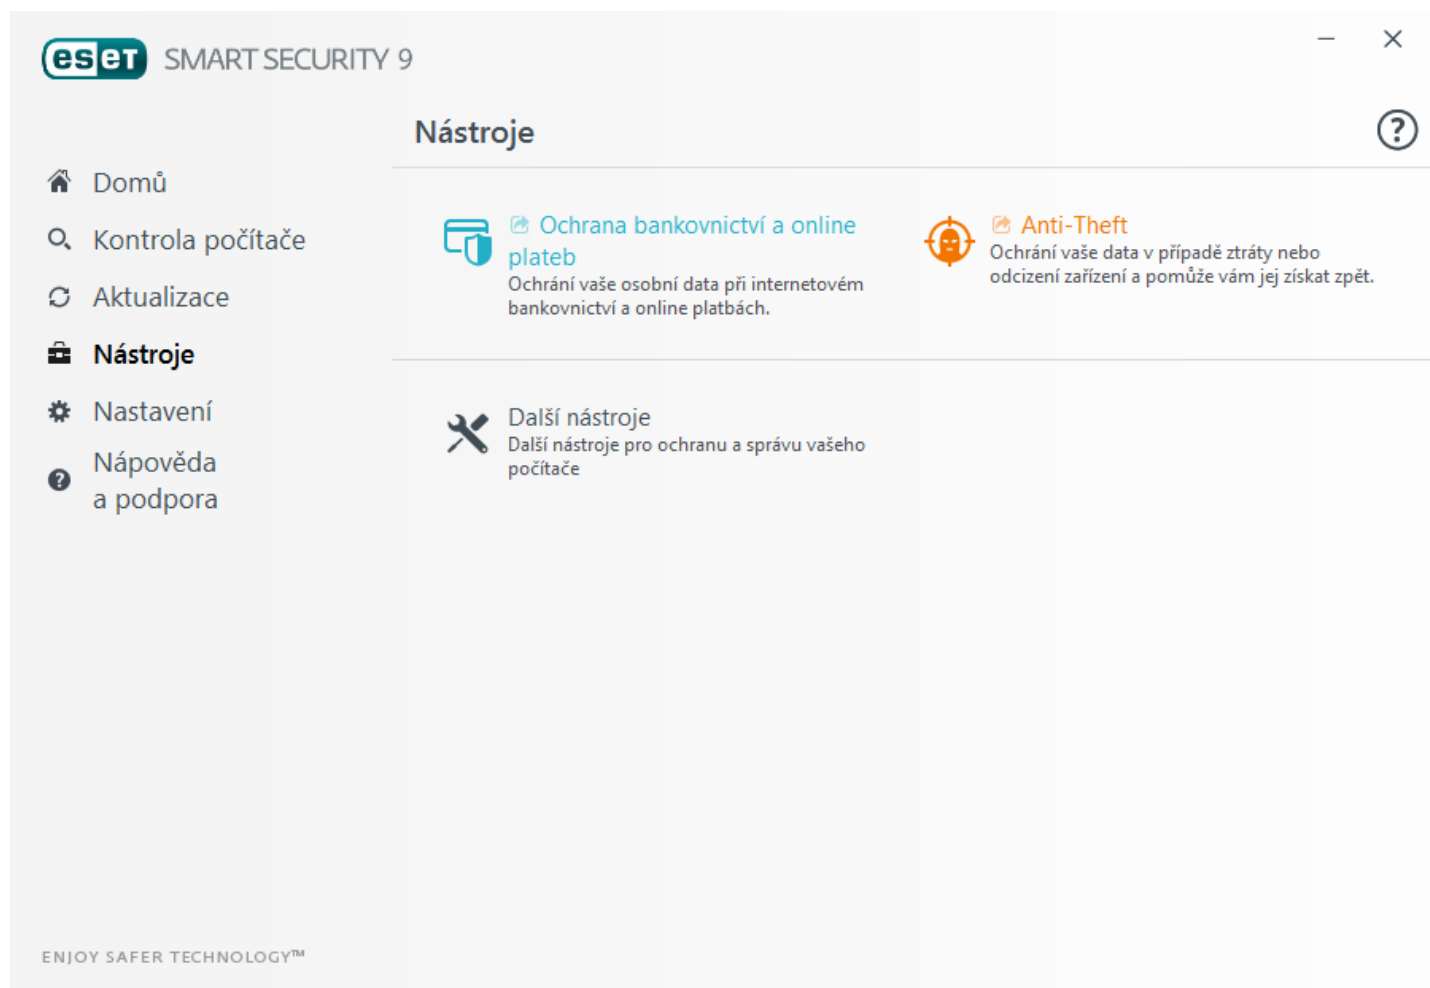 eset SMART SECURITY 9
Nástroje
Domů
Kontrola počítače
Aktualizace
Nástroje
Nastavení
Nápověda
a podpora
Ochrana bankovnictví a online
plateb
Ochrání vaše osobní data při internetovém
bankovnictví a online platbách.
Anti-Theft
Ochrání vaše data v případě ztráty nebo
odcizení zařízení a pomůže vám jej získat zpět.
Další nástroje
Další nástroje pro ochranu a správu vašeho
počítače
ENJOY SAFER TECHNOLOGY™